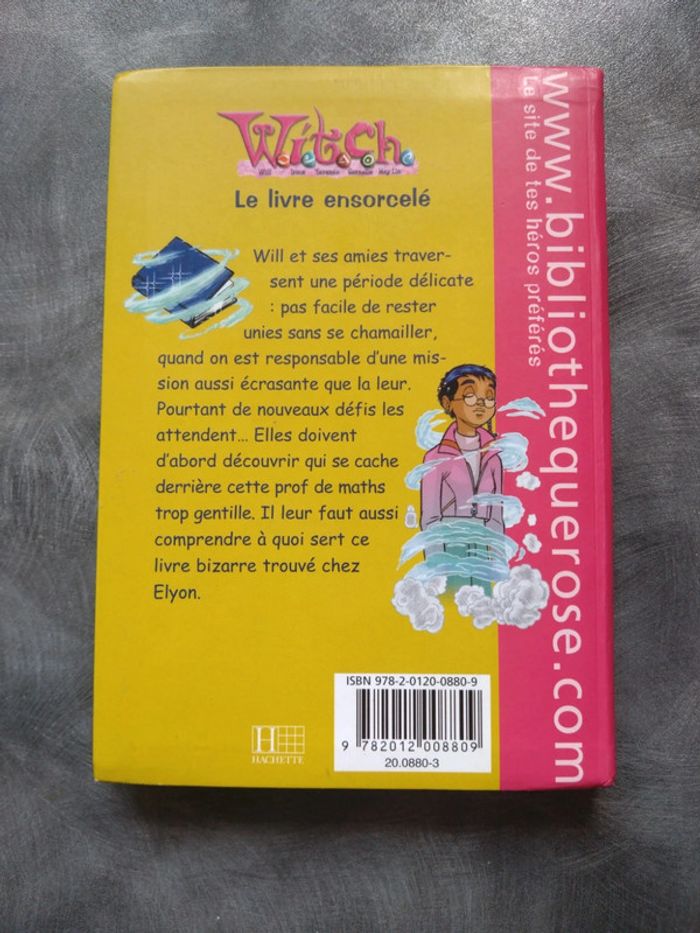 W.i.t.c.h.
Will Irma Taranee Cornelia Hay Lin
Le livre ensorcelé
Will et ses amies traver-
sent une période délicate
: pas facile de rester
unies sans se chamailler,
quand on est responsable d'une mis-
sion aussi écrasante que la leur.
Pourtant de nouveaux défis les
attendent... Elles doivent
d'abord découvrir qui se cache
derrière cette prof de maths
trop gentille. Il leur faut aussi
comprendre à quoi sert ce
livre bizarre trouvé chez
Elyon.
www.bibliothequerose.com
Le site de tes héros préférés
ISBN 978-2-0120-0880-9
9 782012 008809
20.0880-3
H
HACHETTE